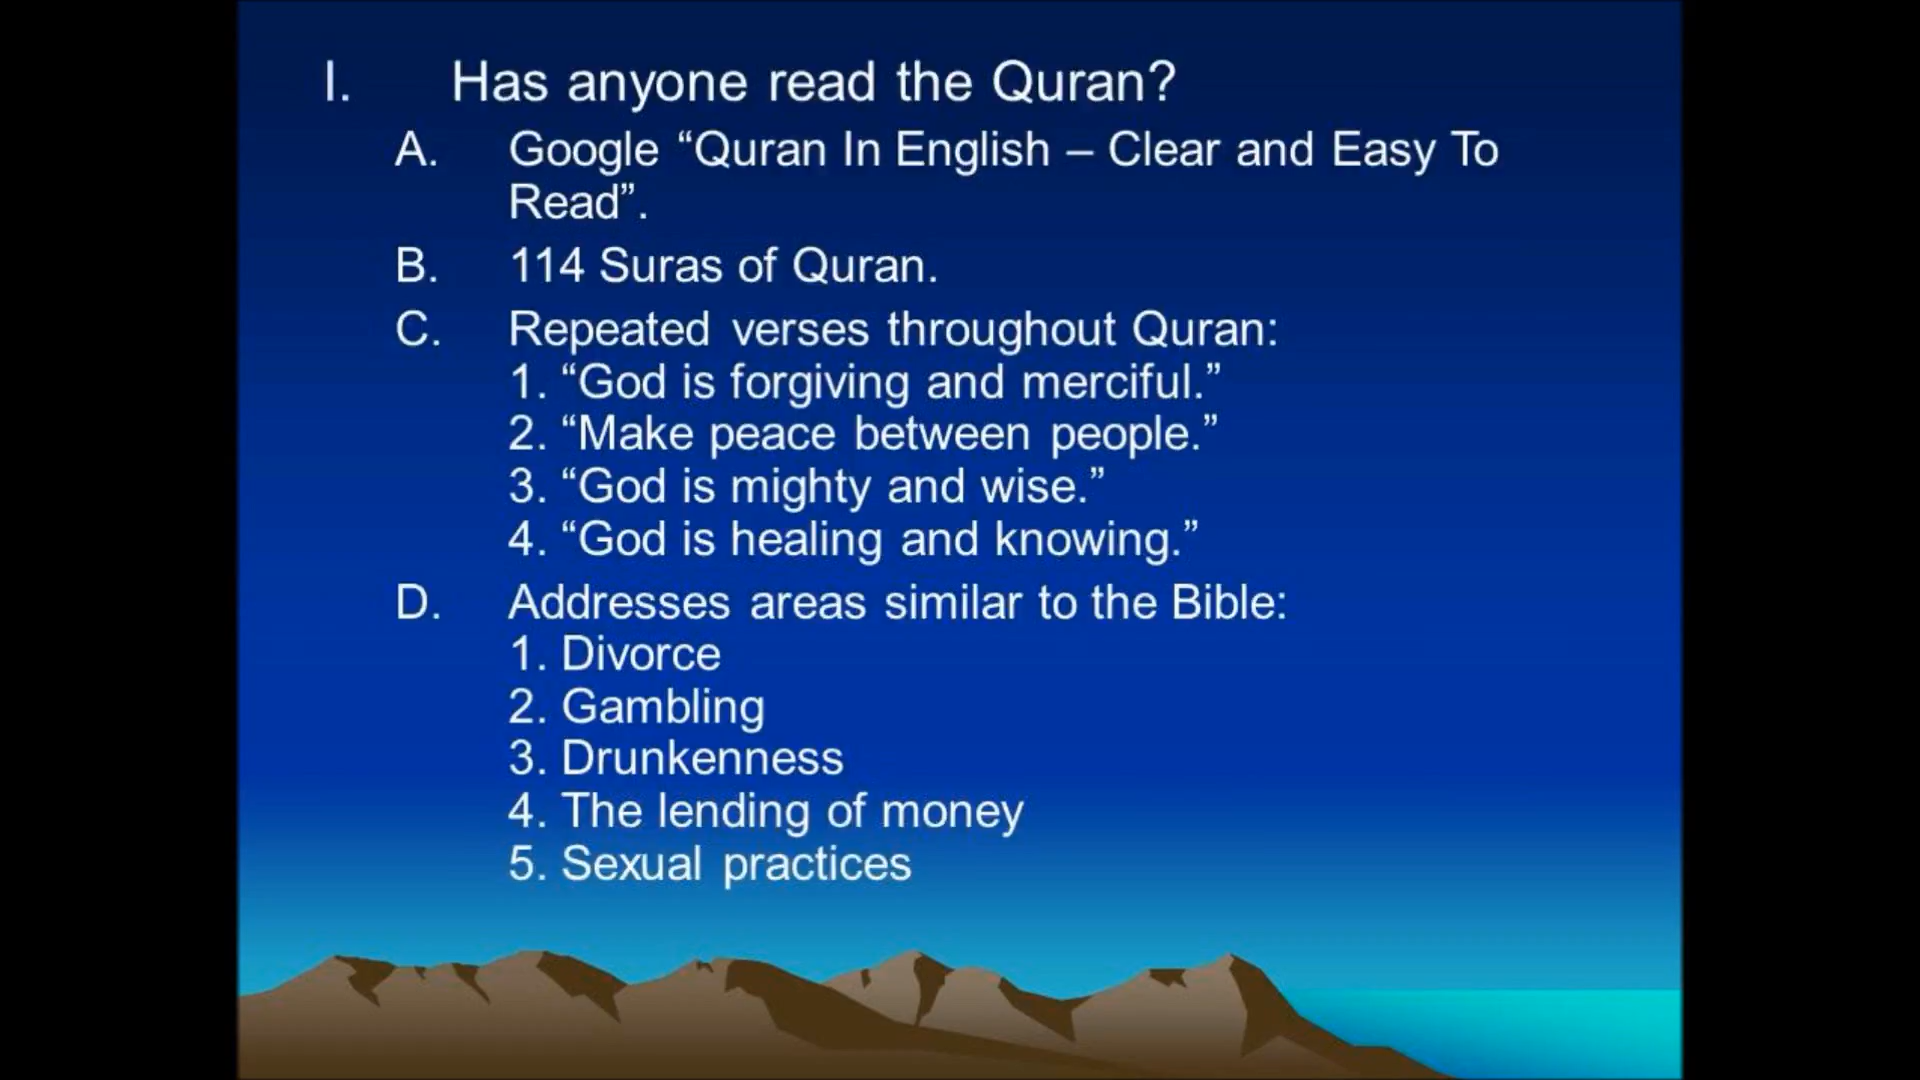 I. Has anyone read the Quran?
A. Google “Quran In English – Clear and Easy To
Read”.
B. 114 Suras of Quran.
C. Repeated verses throughout Quran:
1. “God is forgiving and merciful.”
2. “Make peace between people.”
3. “God is mighty and wise.”
4. “God is healing and knowing.”
D. Addresses areas similar to the Bible:
1. Divorce
2. Gambling
3. Drunkenness
4. The lending of money
5. Sexual practices